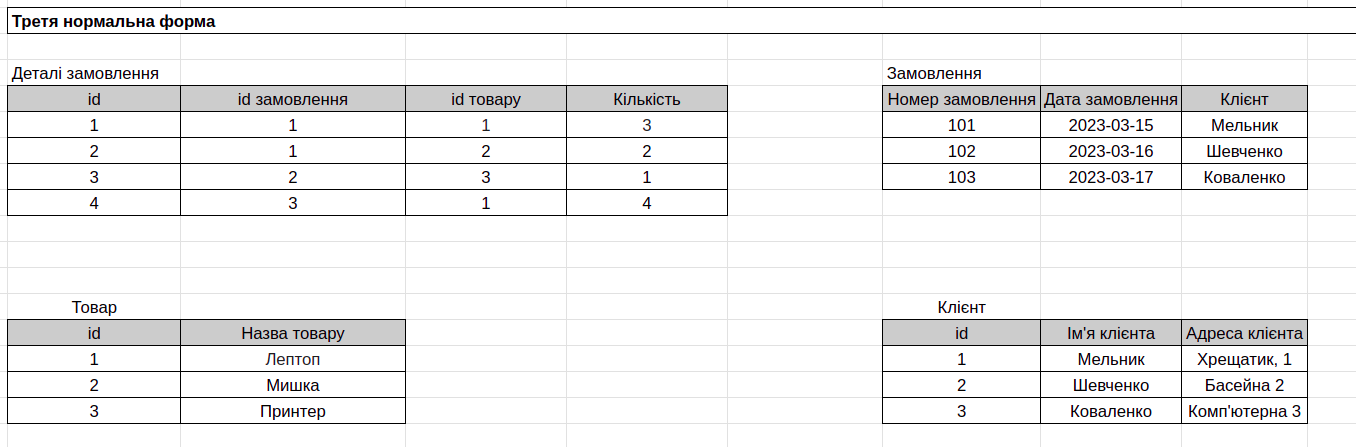 Третя нормальна форма
Деталі замовлення Замовлення
id id замовлення id товару Кількість Номер замовлення Дата замовлення Клієнт
1 1 1 3 101 2023-03-15 Мельник
2 1 2 2 102 2023-03-16 Шевченко
3 2 3 1 103 2023-03-17 Коваленко
4 3 1 4
Товар Клієнт
id Назва товару id Ім'я клієнта Адреса клієнта
1 Лептоп 1 Мельник Хрещатик, 1
2 Мишка 2 Шевченко Басейна 2
3 Принтер 3 Коваленко Комп'ютерна 3